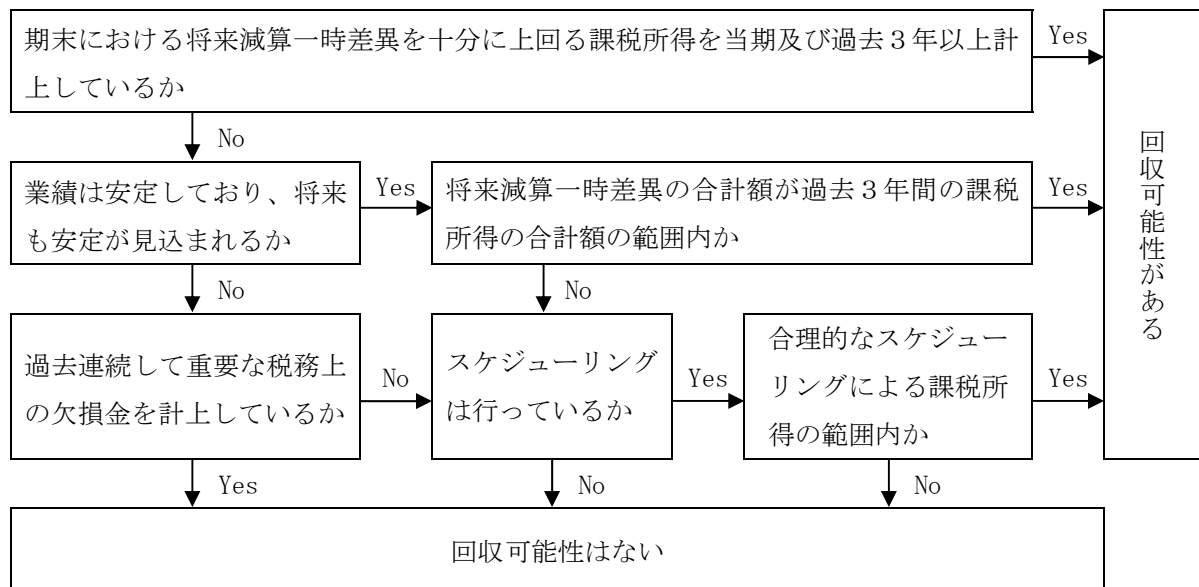 期末における将来減算一時差異を十分に上回る課税所得を当期及び過去３年以上計
上しているか
Yes
No
業績は安定しており、将来
も安定が見込まれるか
Yes
将来減算一時差異の合計額が過去３年間の課税
所得の合計額の範囲内か
Yes
回収可能性がある
No
No
過去連続して重要な税務上
の欠損金を計上しているか
No
スケジューリング
は行っているか
Yes
合理的なスケジュー
リングによる課税所
得の範囲内か
Yes
Yes
No
No
回収可能性はない